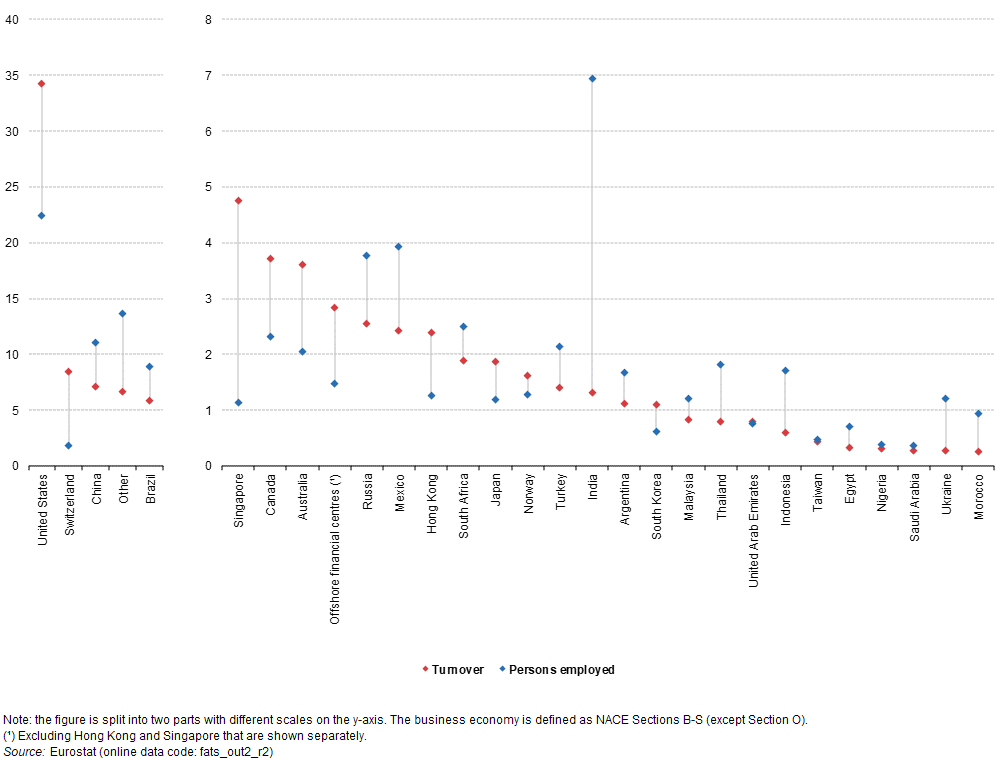 40
35
30
25
20
15
10
5
0
8
7
6
5
4
3
2
1
0
United States
Switzerland
China
Other
Brazil
Singapore
Canada
Australia
Offshore financial centres (¹)
Russia
Mexico
Hong Kong
South Africa
Japan
Norway
Turkey
India
Argentina
South Korea
Malaysia
Thailand
United Arab Emirates
Indonesia
Taiwan
Egypt
Nigeria
Saudi Arabia
Ukraine
Morocco
Turnover Persons employed
Note: the figure is split into two parts with different scales on the y-axis. The business economy is defined as NACE Sections B-S (except Section O).
(¹) Excluding Hong Kong and Singapore that are shown separately.
Source: Eurostat (online data code: fats_out2_r2)